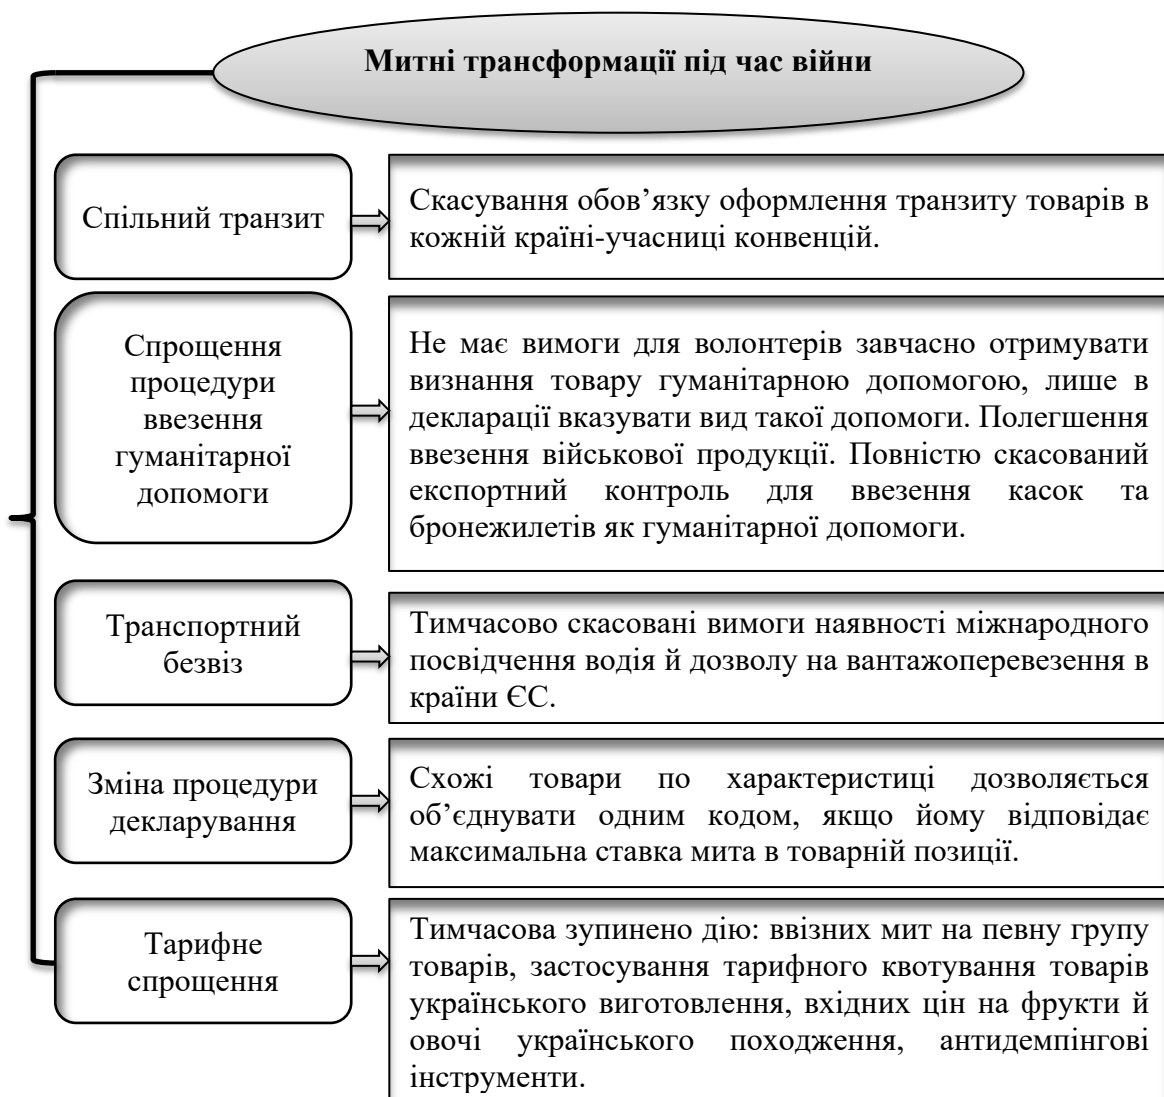 Митні трансформації під час війни
Спільний транзит
Скасування обов’язку оформлення транзиту товарів в
кожній країні-учасниці конвенцій.
Спрощення
процедури
ввезення
гуманітарної
допомоги
Не має вимоги для волонтерів завчасно отримувати
визнання товару гуманітарною допомогою, лише в
декларації вказувати вид такої допомоги. Полегшення
ввезення військової продукції. Повністю скасований
експортний контроль для ввезення касок та
бронежилетів як гуманітарної допомоги.
Транспортний
безвіз
Тимчасово скасовані вимоги наявності міжнародного
посвідчення водія й дозволу на вантажоперевезення в
країни ЄС.
Зміна процедури
декларування
Схожі товари по характеристиці дозволяється
об’єднувати одним кодом, якщо йому відповідає
максимальна ставка мита в товарній позиції.
Тарифне
спрощення
Тимчасова зупинено дію: ввізних мит на певну групу
товарів, застосування тарифного квотування товарів
українського виготовлення, вхідних цін на фрукти й
овочі українського походження, антидемпінгові
інструменти.